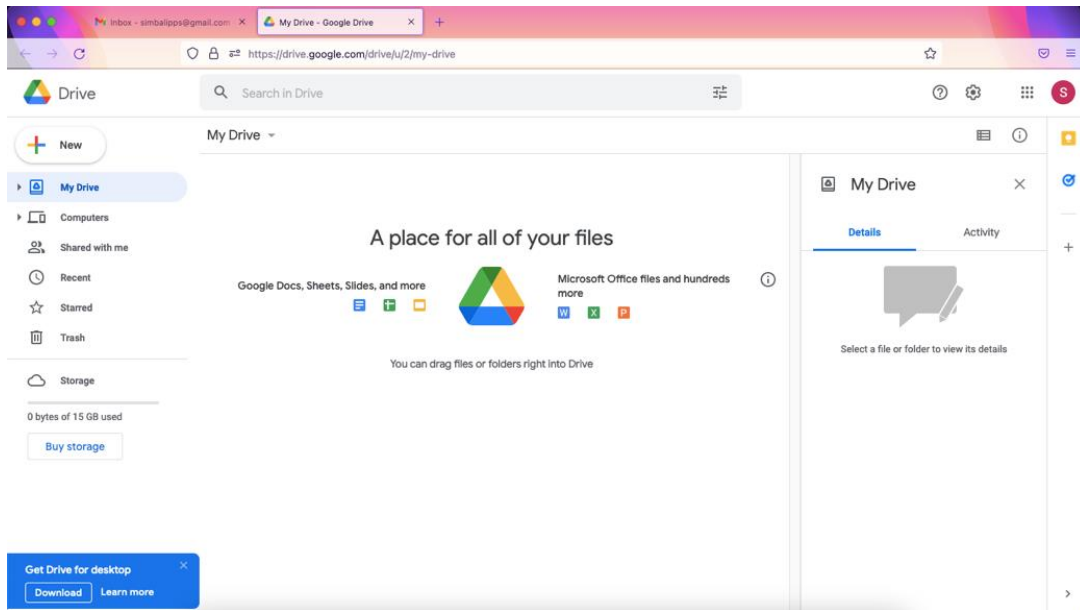 Inbox - simbalipps@gmail.com
My Drive - Google Drive
https://drive.google.com/drive/u/2/my-drive
Drive
Search in Drive
S
New
My Drive
My Drive
My Drive
Computers
Details
Activity
Shared with me
A place for all of your files
Recent
Google Docs, Sheets, Slides, and more
Microsoft Office files and hundreds
more
Starred
W X P
Trash
Select a file or folder to view its details
You can drag files or folders right into Drive
Storage
0 bytes of 15 GB used
Buy storage
Get Drive for desktop
Download
Learn more